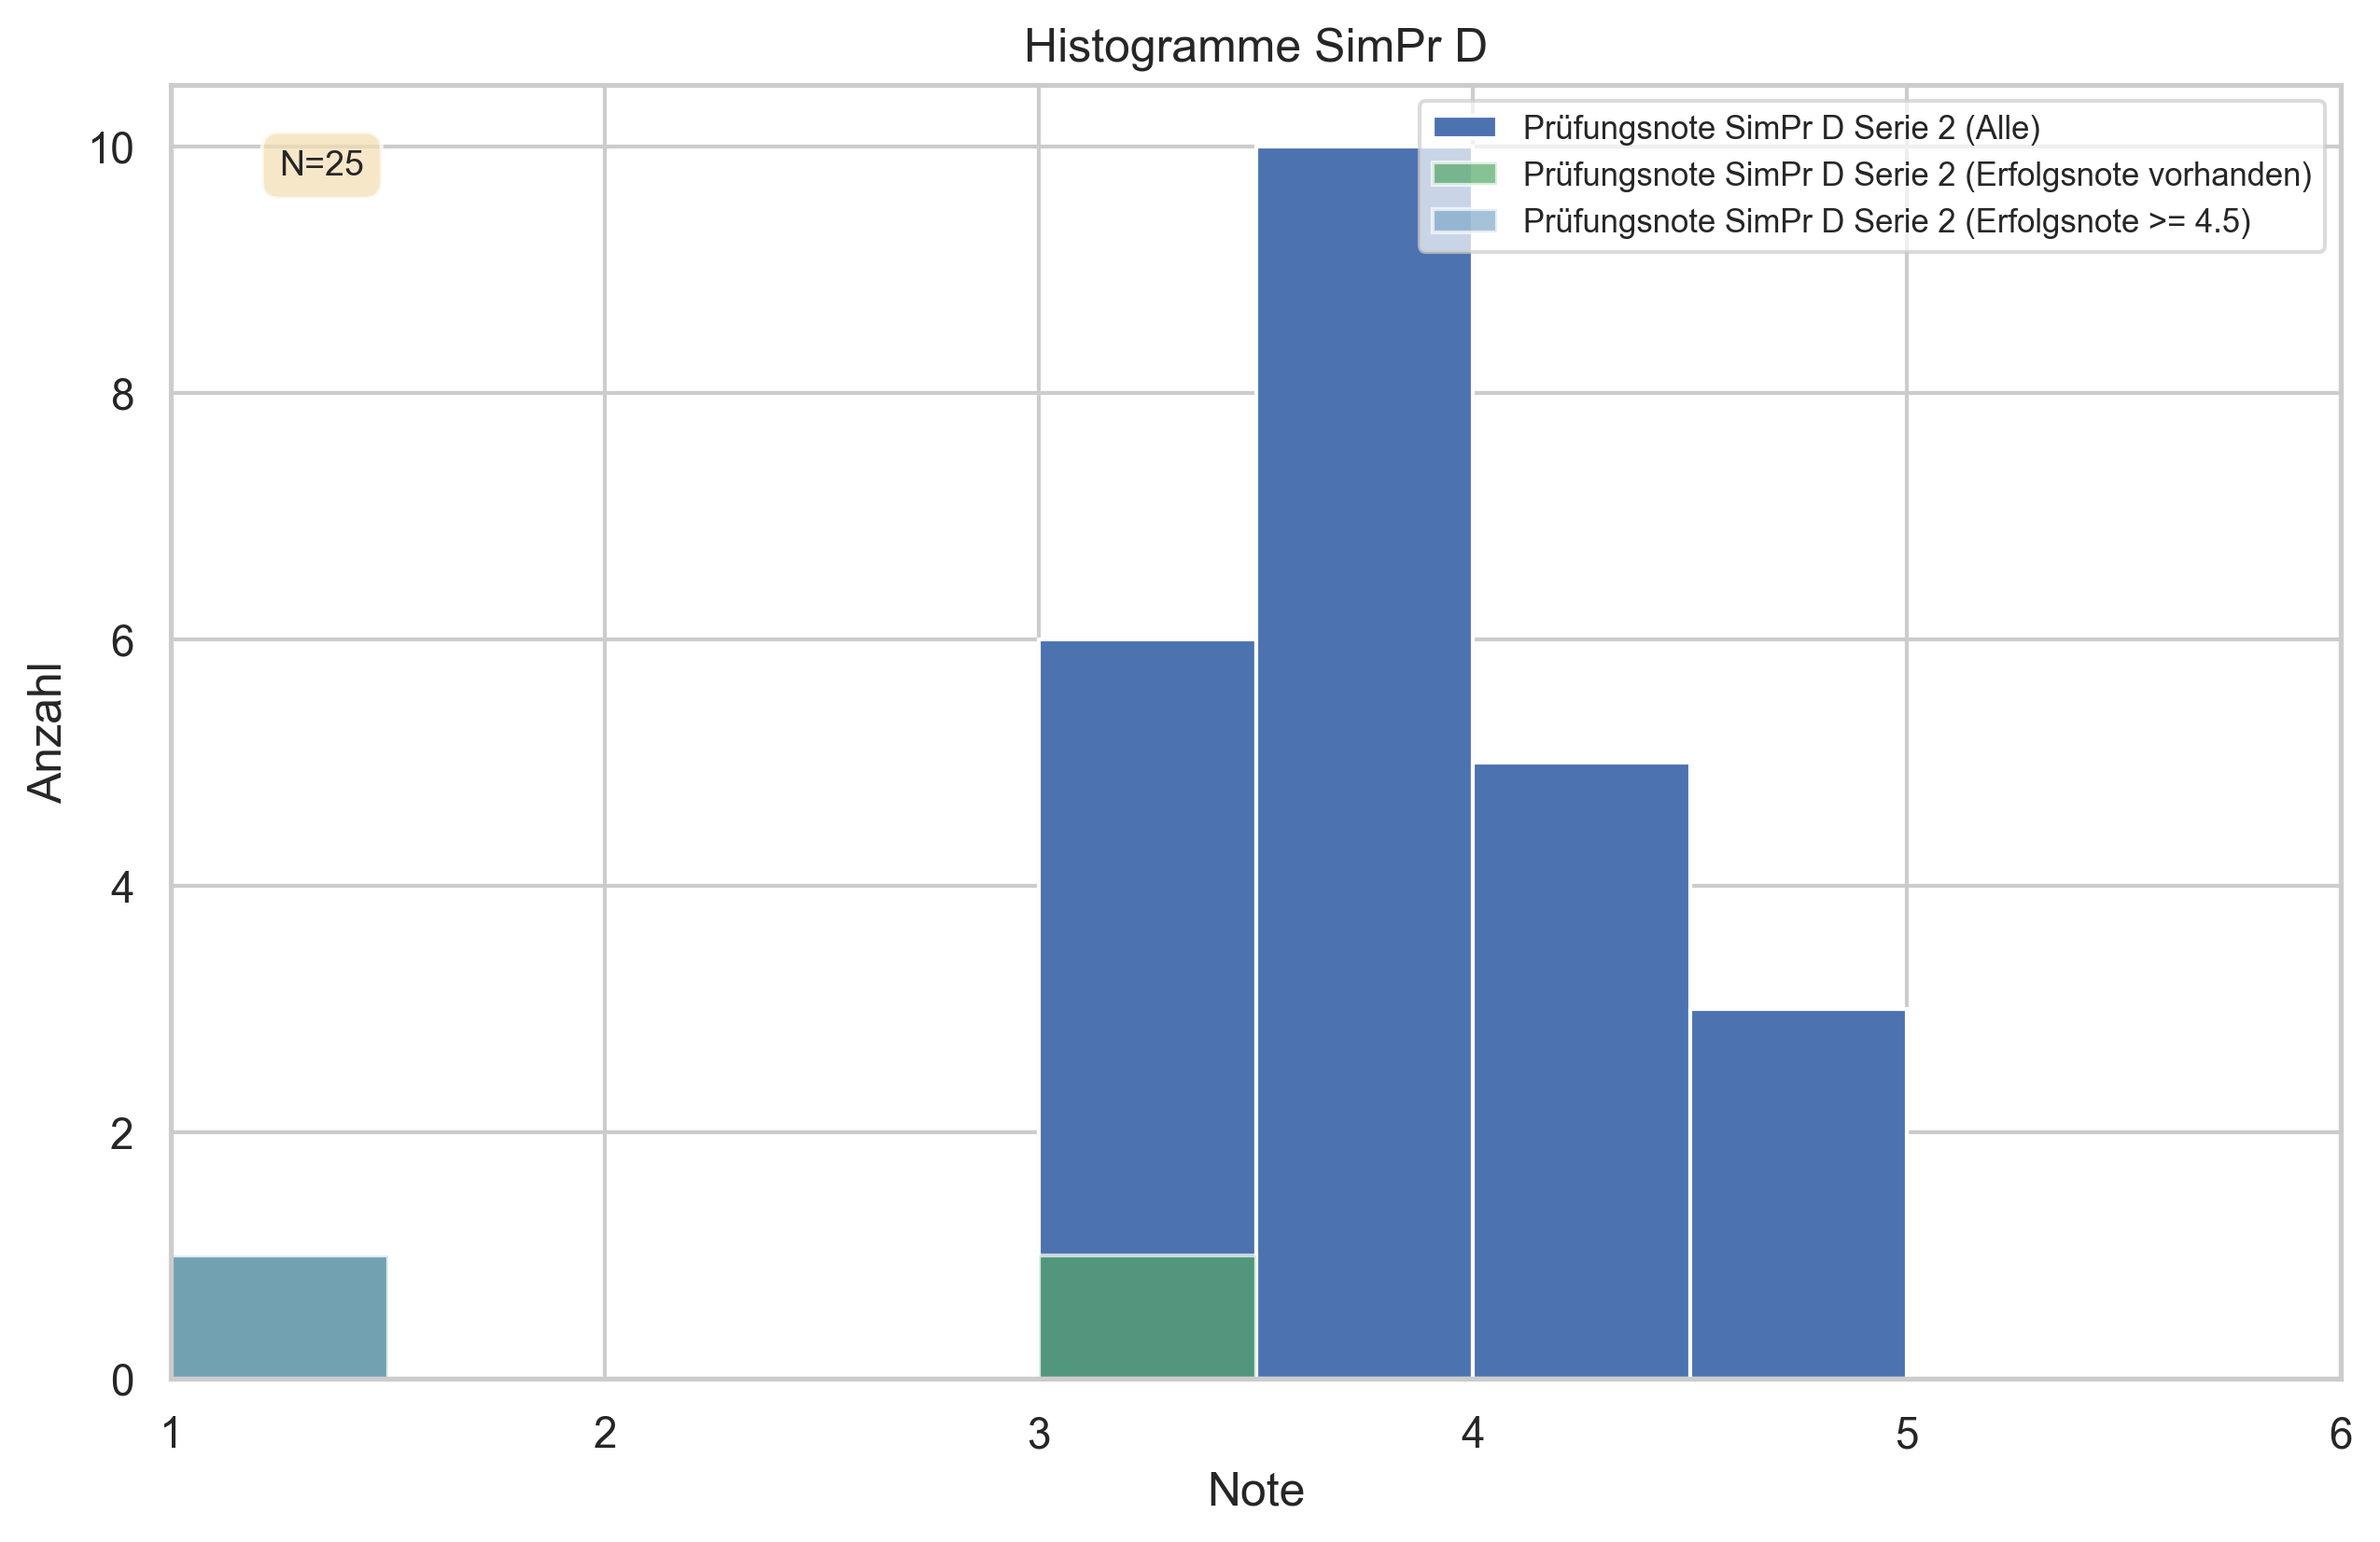 Histogramme SimPr D
N=25
Prüfungsnote SimPr D Serie 2 (Alle)
Prüfungsnote SimPr D Serie 2 (Erfolgsnote vorhanden)
Prüfungsnote SimPr D Serie 2 (Erfolgsnote >= 4.5)
Anzahl
10
8
6
4
2
0
1 2 3 4 5 6
Note